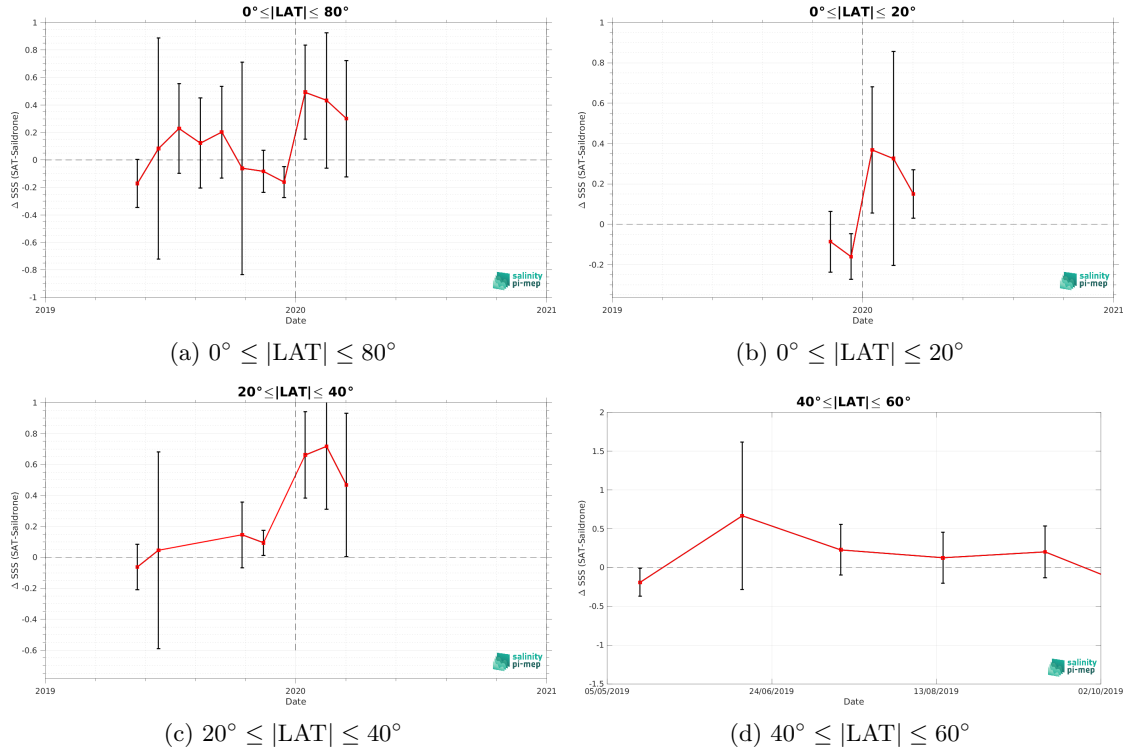 0°≤|LAT|≤ 80°
1
0.8
0.6
0.4
0.2
0
-0.2
-0.4
-0.6
-0.8
-1
Δ SSS (SAT-Saildrone)
2019
2020
2021
Date
salinity
pi-mep
(a) 0° ≤ |LAT| ≤ 80°
0°≤|LAT|≤ 20°
1
0.8
0.6
0.4
0.2
0
-0.2
Δ SSS (SAT-Saildrone)
2019
2020
2021
Date
salinity
pi-mep
(b) 0° ≤ |LAT| ≤ 20°
20°≤|LAT|≤ 40°
1
0.8
0.6
0.4
0.2
0
-0.2
-0.4
-0.6
Δ SSS (SAT-Saildrone)
2019
2020
2021
Date
salinity
pi-mep
(c) 20° ≤ |LAT| ≤ 40°
40°≤|LAT|≤ 60°
2
1.5
1
0.5
0
-0.5
-1
-1.5
Δ SSS (SAT-Saildrone)
05/05/2019
24/06/2019
13/08/2019
02/10/2019
Date
salinity
pi-mep
(d) 40° ≤ |LAT| ≤ 60°